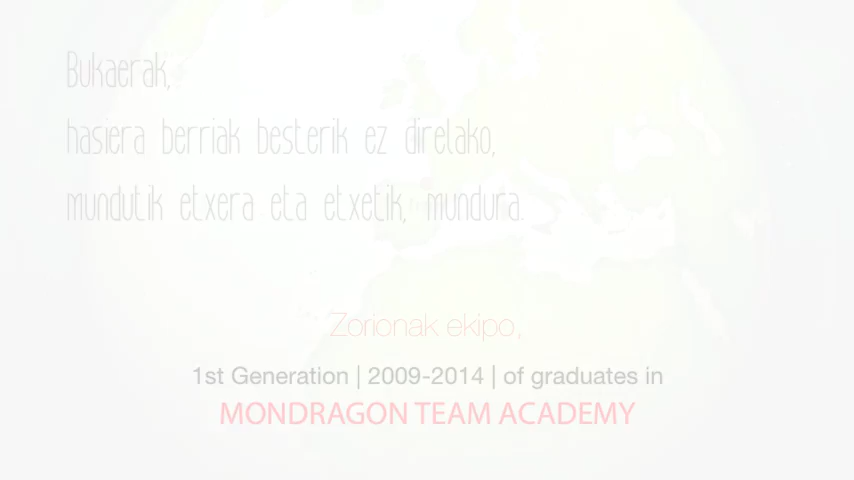 Bukaerak,
hasiera berriak besterik ez direlako,
mundutik etxera eta etxetik, mundura.
Zorionak ekipo,
1st Generation | 2009-2014 | of graduates in
MONDRAGON TEAM ACADEMY